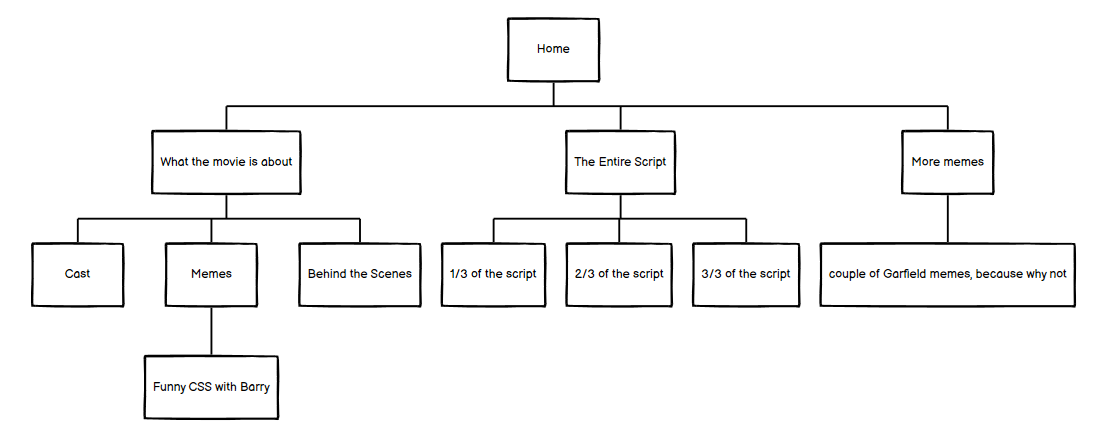 Home
What the movie is about
The Entire Script
More memes
Cast
Memes
Behind the Scenes
1/3 of the script
2/3 of the script
3/3 of the script
couple of Garfield memes, because why not
Funny CSS with Barry